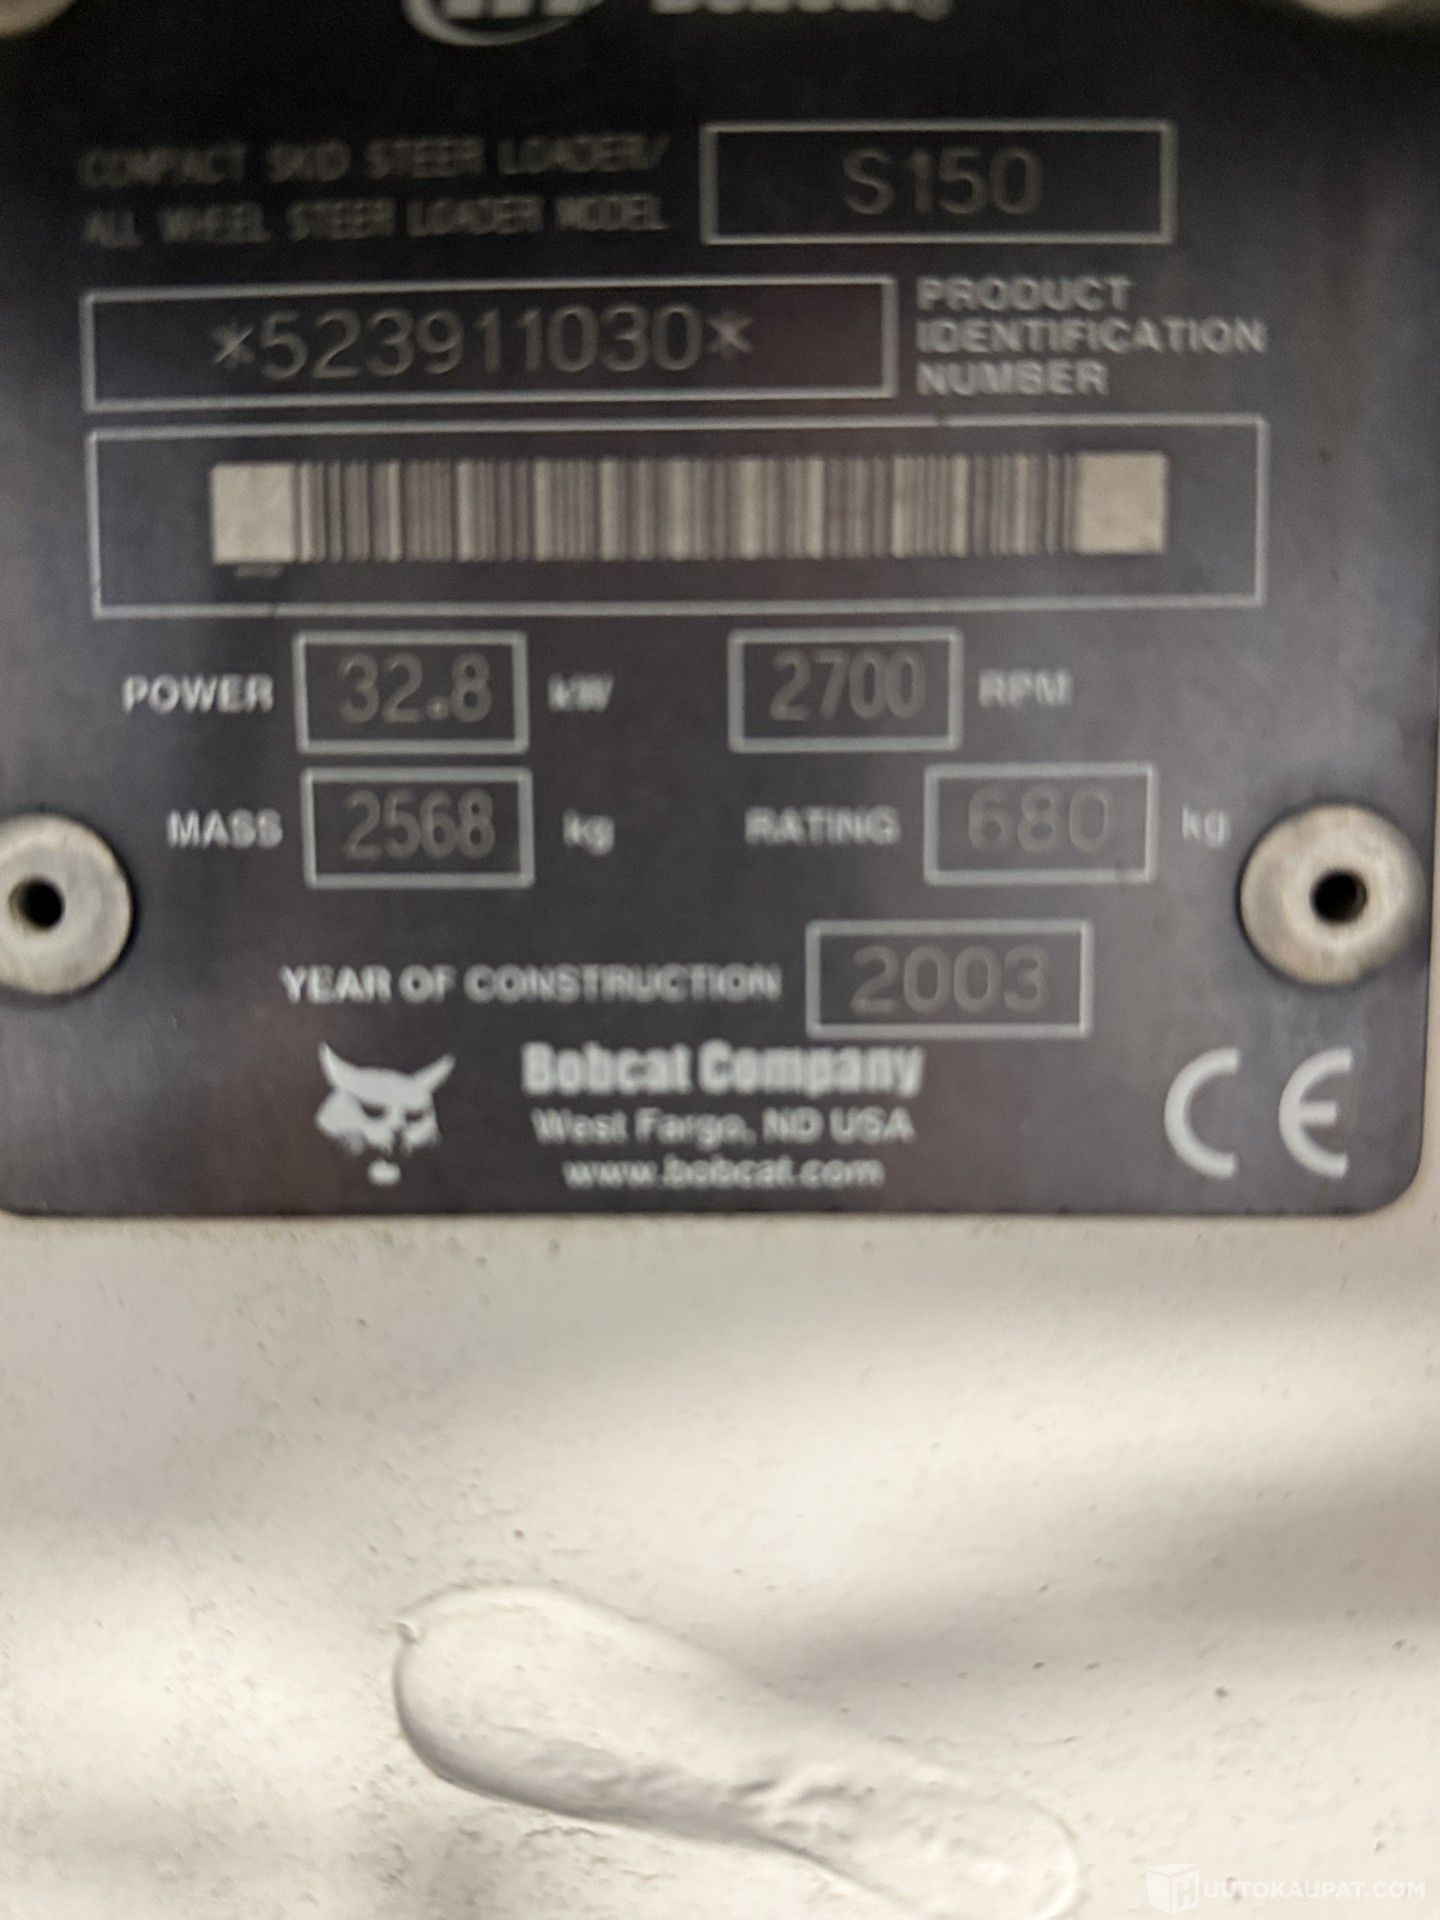 COMPACT SKID STEER LOADER/
ALL WHEEL STEER LOADER MODEL
S150
*523911030*
PRODUCT
IDENTIFICATION
NUMBER
POWER 32.8 kW 2700 RPM
MASS 2568 kg RATING 680 kg
YEAR OF CONSTRUCTION 2003
Bobcat Company
West Fargo, ND USA
www.bobcat.com
CE
HUUTOKAUPAT.COM